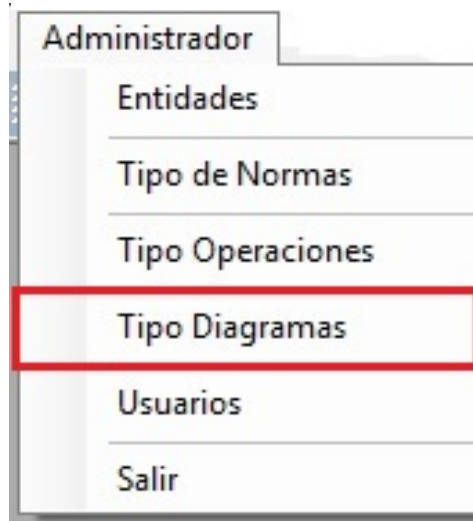 Administrador
Entidades
Tipo de Normas
Tipo Operaciones
Tipo Diagramas
Usuarios
Salir